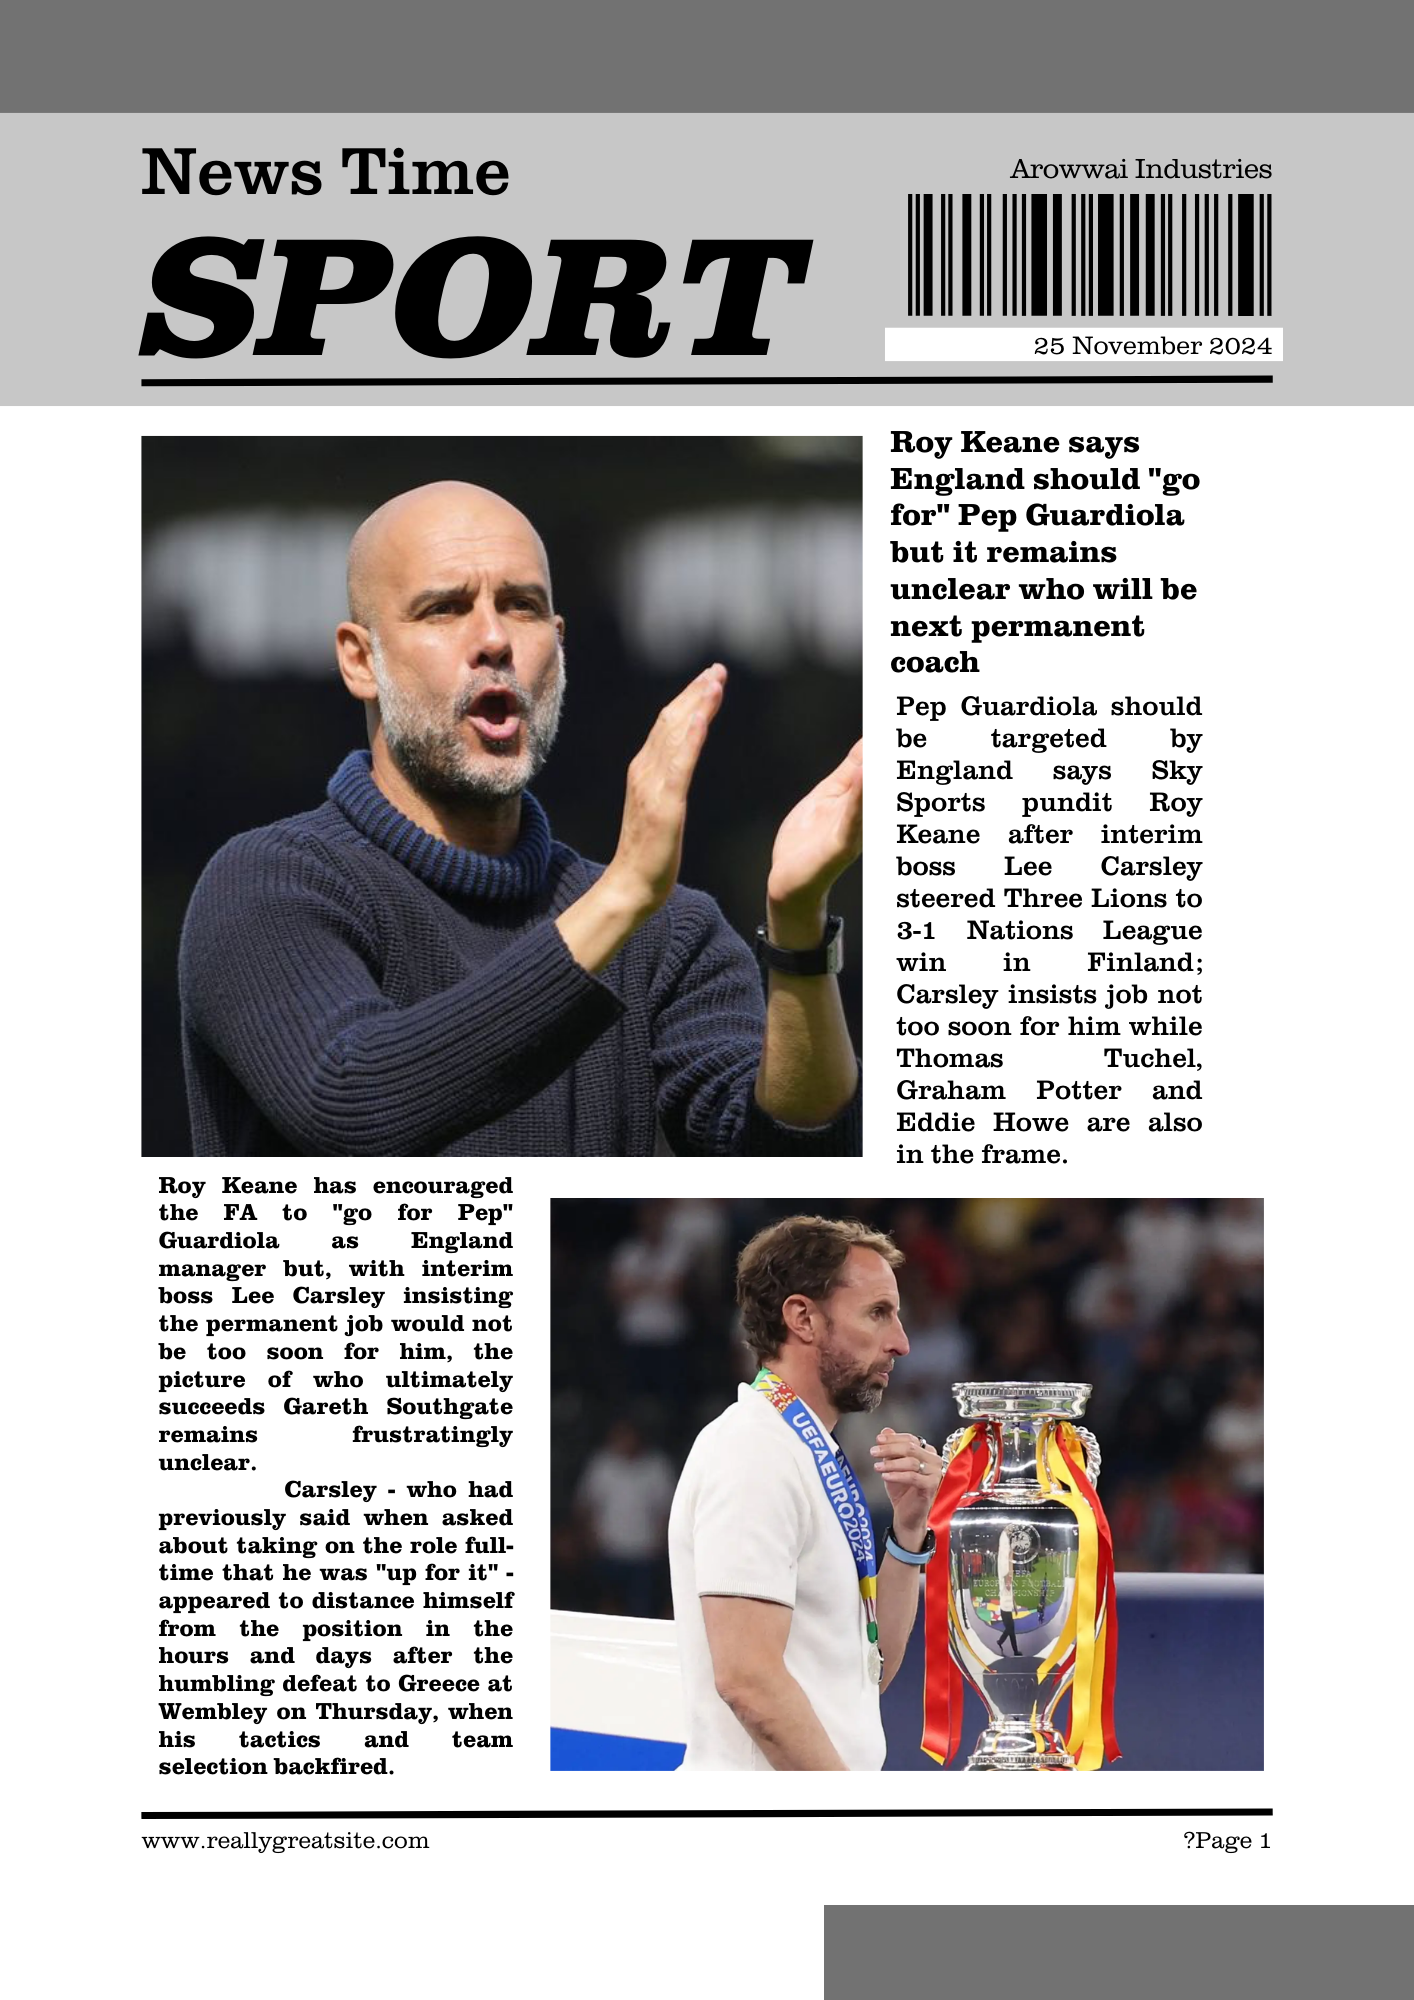 News Time
SPORT
Arowwai Industries
25 November 2024
Roy Keane says
England should "go
for" Pep Guardiola
but it remains
unclear who will be
next permanent
coach
Pep Guardiola should
be targeted by
England says Sky
Sports pundit Roy
Keane after interim
boss Lee Carsley
steered Three Lions to
3-1 Nations League
win in Finland;
Carsley insists job not
too soon for him while
Thomas Tuchel,
Graham Potter and
Eddie Howe are also
in the frame.
Roy Keane has encouraged
the FA to "go for Pep"
Guardiola as England
manager but, with interim
boss Lee Carsley insisting
the permanent job would not
be too soon for him, the
picture of who ultimately
succeeds Gareth Southgate
remains frustratingly
unclear.
Carsley - who had
previously said when asked
about taking on the role full-
time that he was "up for it" -
appeared to distance himself
from the position in the
hours and days after the
humbling defeat to Greece at
Wembley on Thursday, when
his tactics and team
selection backfired.
UEFA EURO2024
EURO2024
UEFA
EUROPEAN FOOTBALL
CHAMPIONSHIP
www.reallygreatsite.com
?Page 1